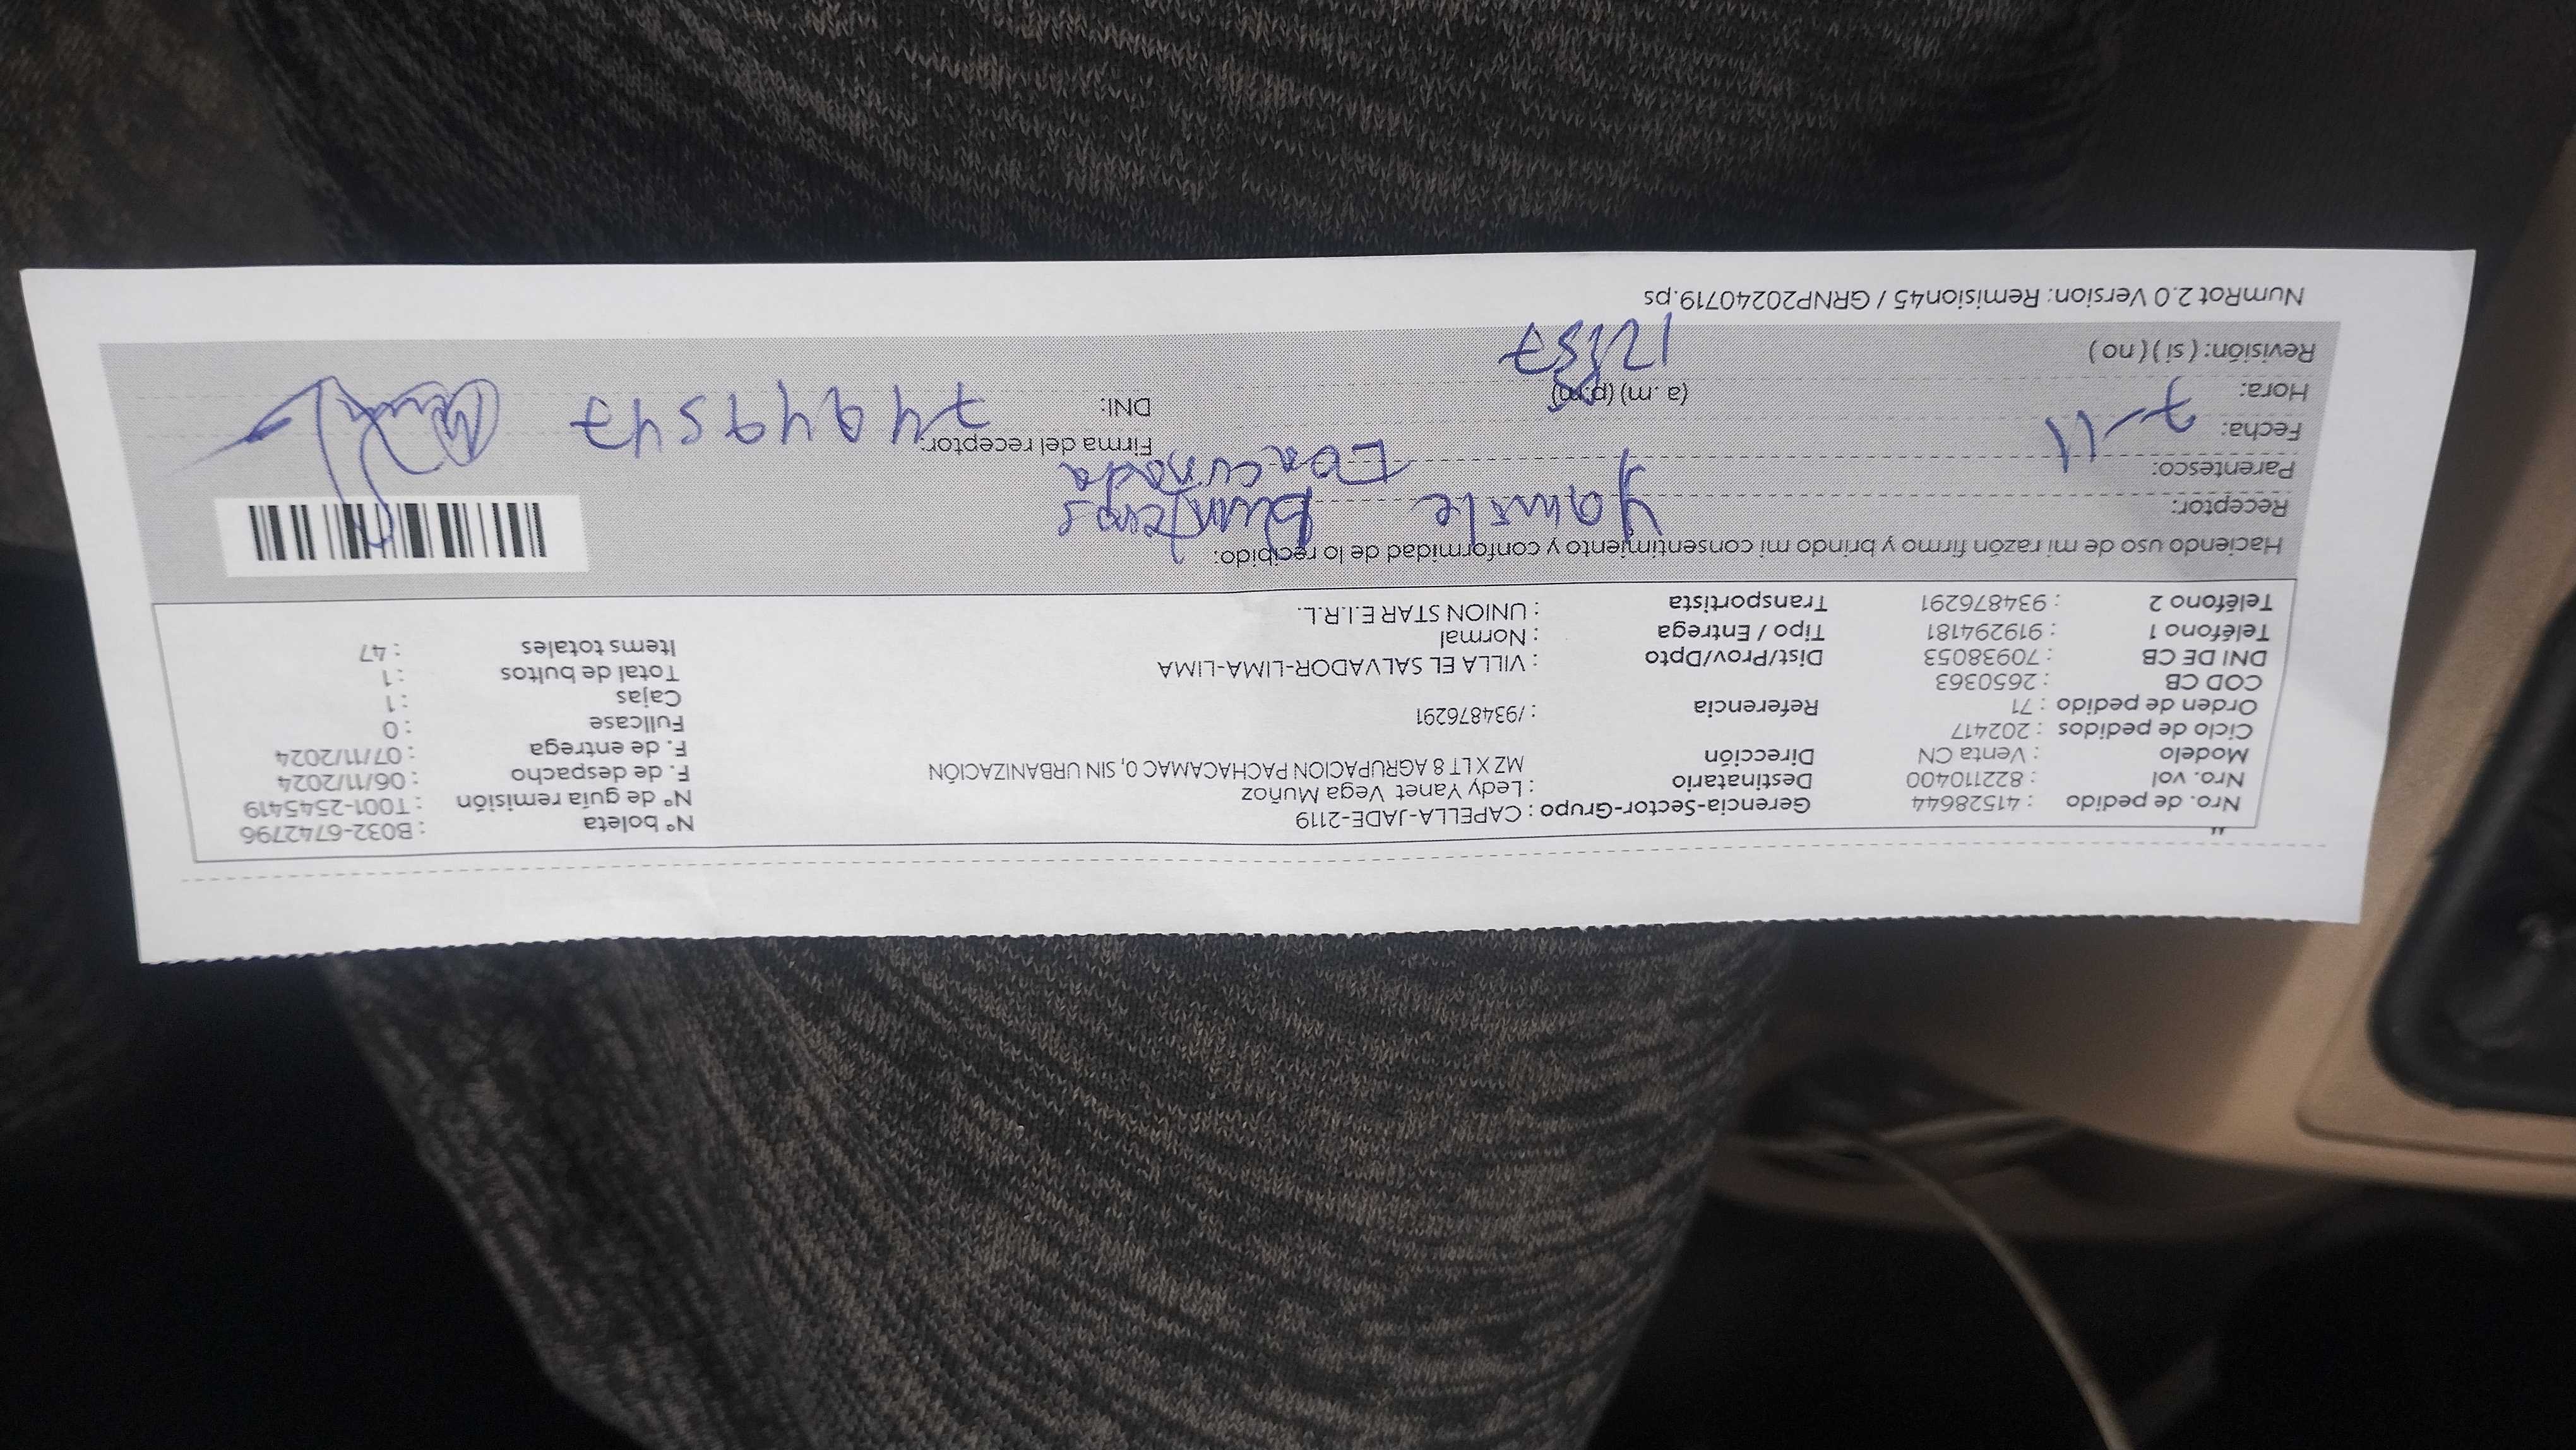 Nro. de pedido : 41528644 Gerencia-Sector-Grupo : CAPELLA-JADE-2119 N° boleta : B032-6742796
Nro. vol : 822110400 Destinatario : Ledy Yanet Vega Muñoz N° de guía remisión : T001-2545419
Modelo : Venta CN Dirección MZ X LT 8 AGRUPACION PACHACAMAC 0, SIN URBANIZACIÓN F. de despacho : 06/11/2024
Ciclo de pedidos : 202417 F. de entrega : 07/11/2024
Orden de pedido : 71 Referencia : /934876291 Fullcase : 0
COD CB : 2650363 Cajas : 1
DNI DE CB : 70938053 Dist/Prov/Dpto : VILLA EL SALVADOR-LIMA-LIMA Total de bultos : 1
Teléfono 1 : 919294181 Tipo / Entrega : Normal Items totales : 47
Teléfono 2 : 934876291 Transportista : UNION STAR E.I.R.L.
Haciendo uso de mi razón firmo y brindo mi consentimiento y conformidad de lo recibido:
Receptor: Yamile
Parentesco:
Fecha: 7-11 Firma del receptor:
Hora: (a. m) (p.m) 12:57 DNI: 74949547
Revisión: ( si ) ( no )
NumRot 2.0 Version: Remision45 / GRNP20240719.ps